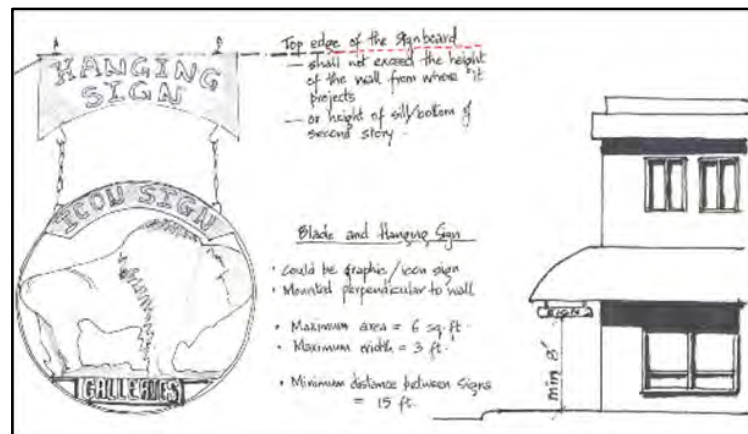 HANGING
SIGN
ICON SIGN
GALLERIES
Top edge of the signboard
— shall not exceed the height
of the wall from where it
projects
— or height of sill/bottom of
second story.
Blade and Hanging Sign
• Could be graphic/icon sign
• Mounted perpendicular to wall
• Maximum area = 6 sq. ft.
• Maximum width = 3 ft.
• Minimum distance between signs
= 15 ft.
SIGN
min 8'